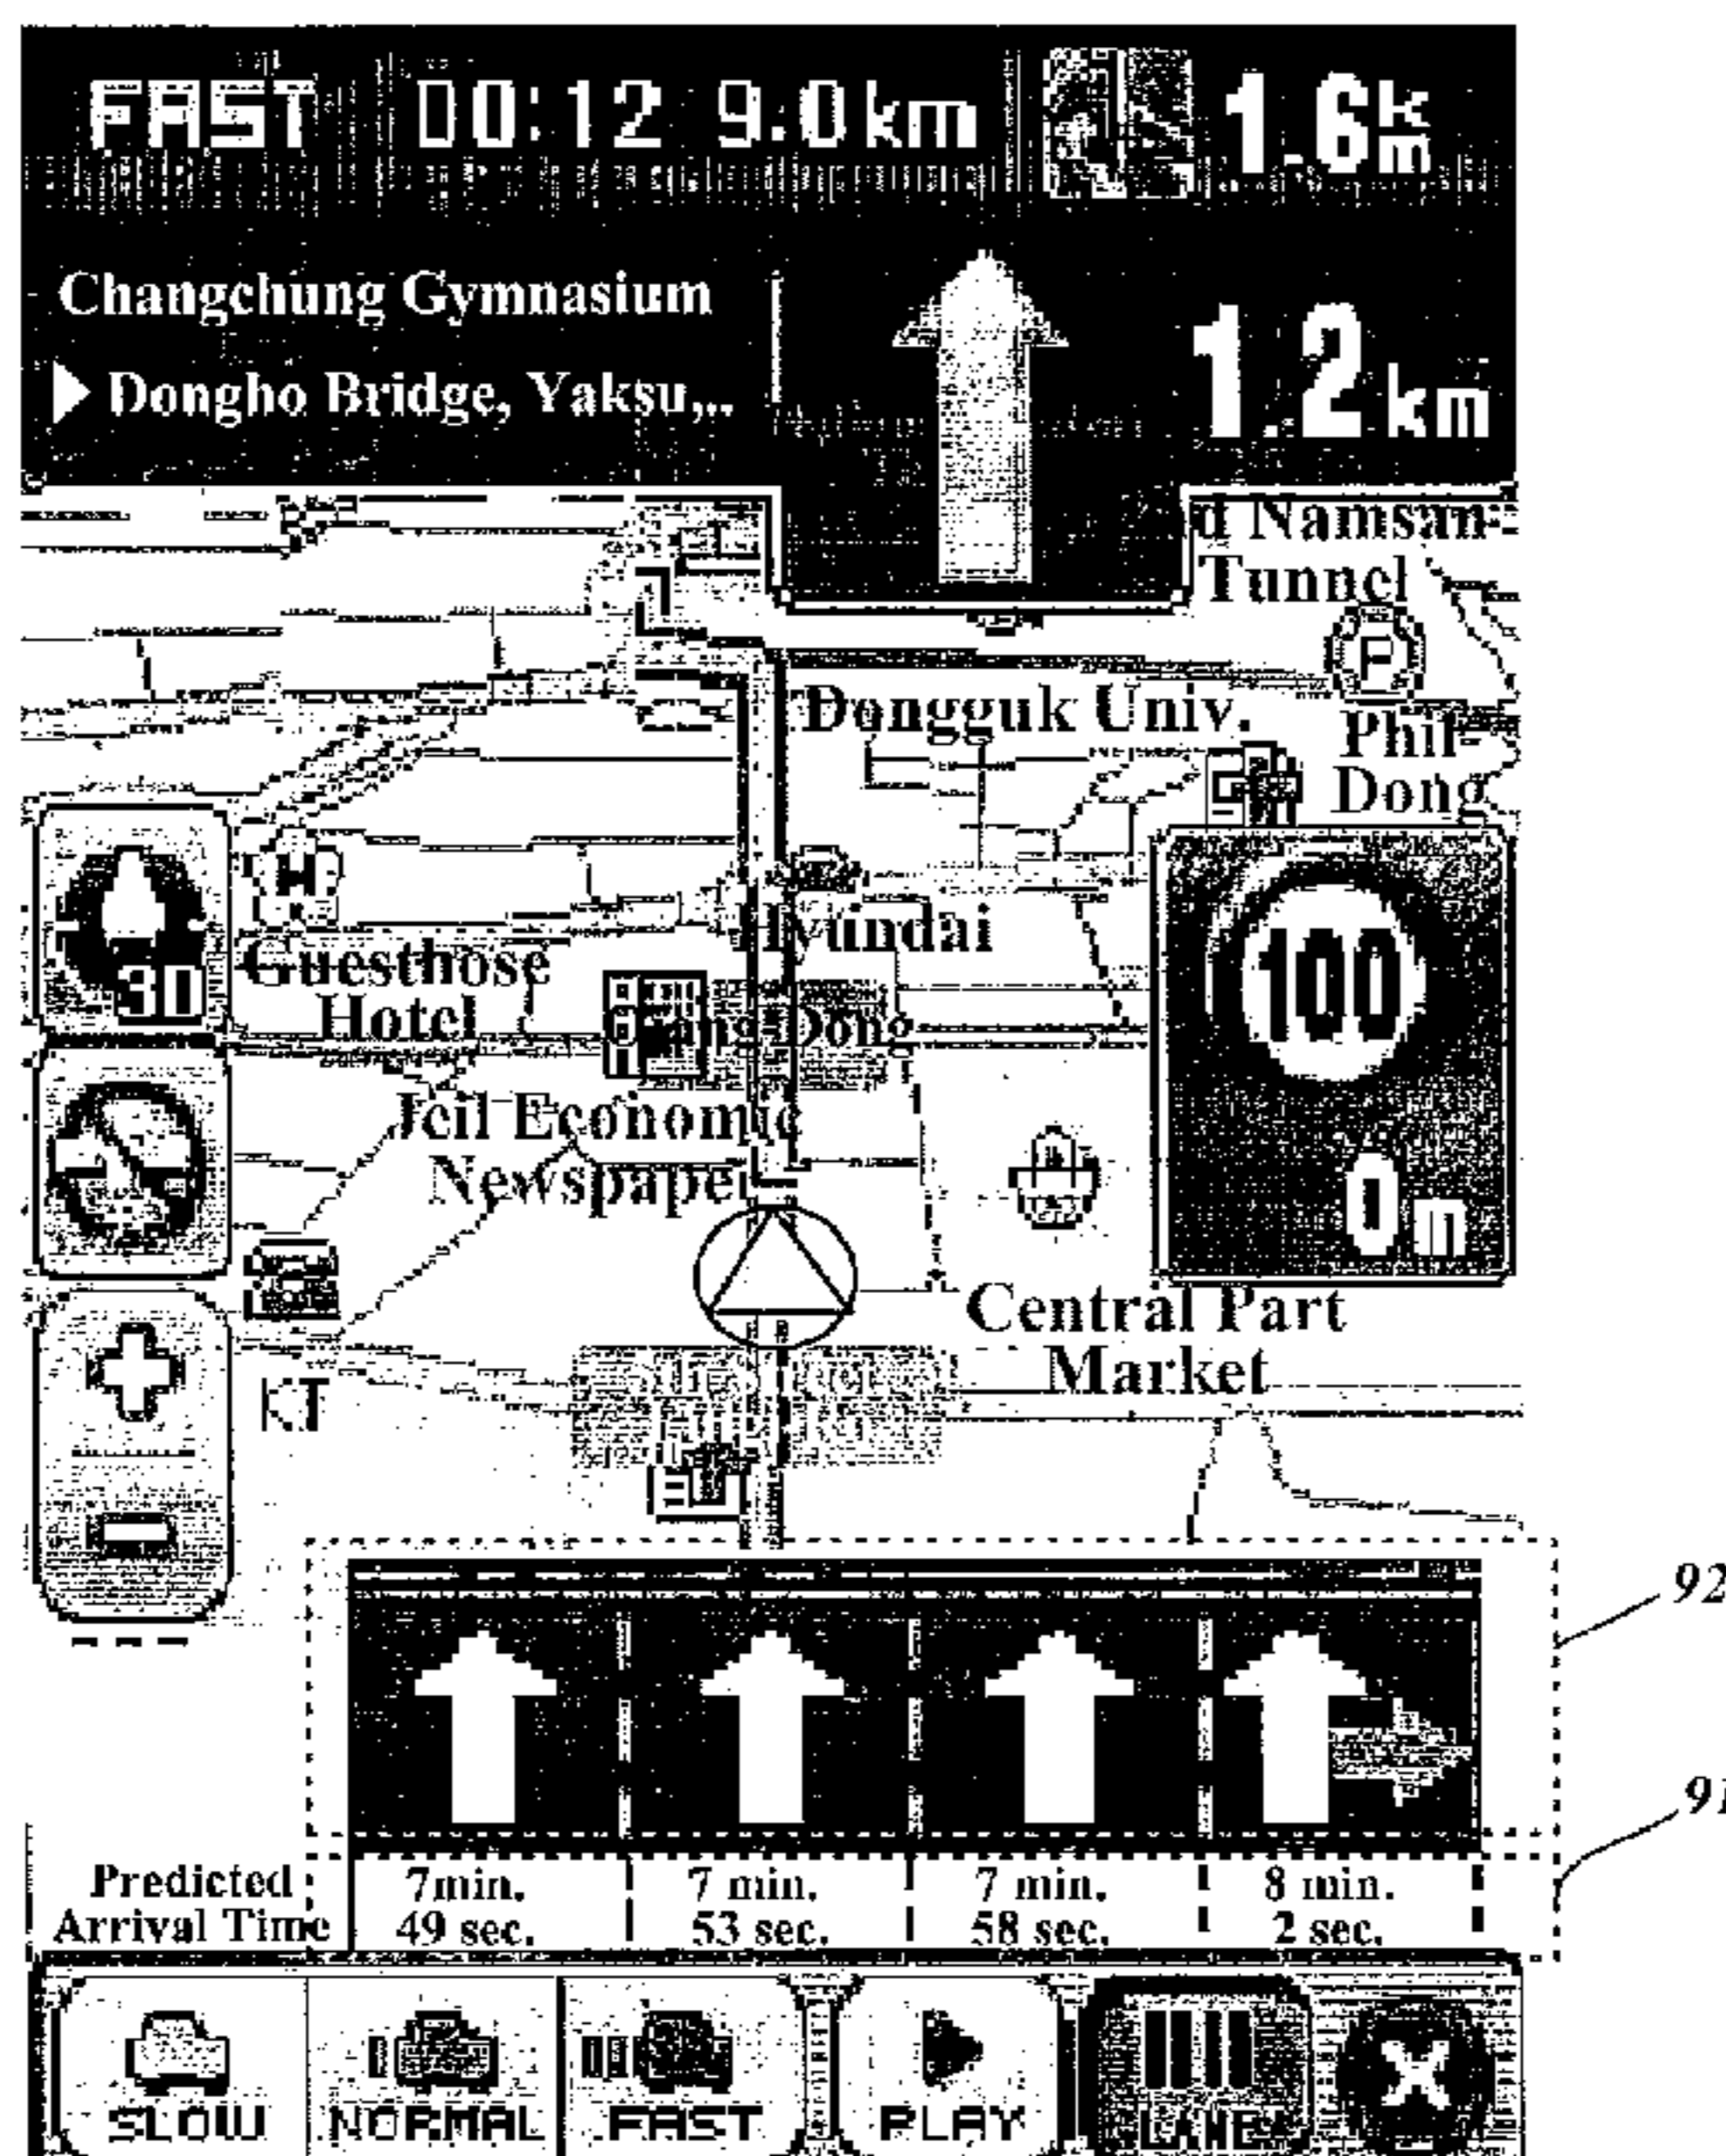 FAST 00:12 9.0km 1.6km
Changchung Gymnasium
Dongho Bridge, Yaksu,..
1.2km
d Namsan
Tunnel
P
Dongguk Univ.
Phil
Dong
H
30
Hyundai
100
Guesthose
Hotel
Jeil Economic
Newspaper
0m
Central Part
Market
KT
92
91
Predicted
Arrival Time
7min.
49 sec.
7 min.
53 sec.
7 min.
58 sec.
8 min.
2 sec.
SLOW NORMAL FAST PLAY LANE